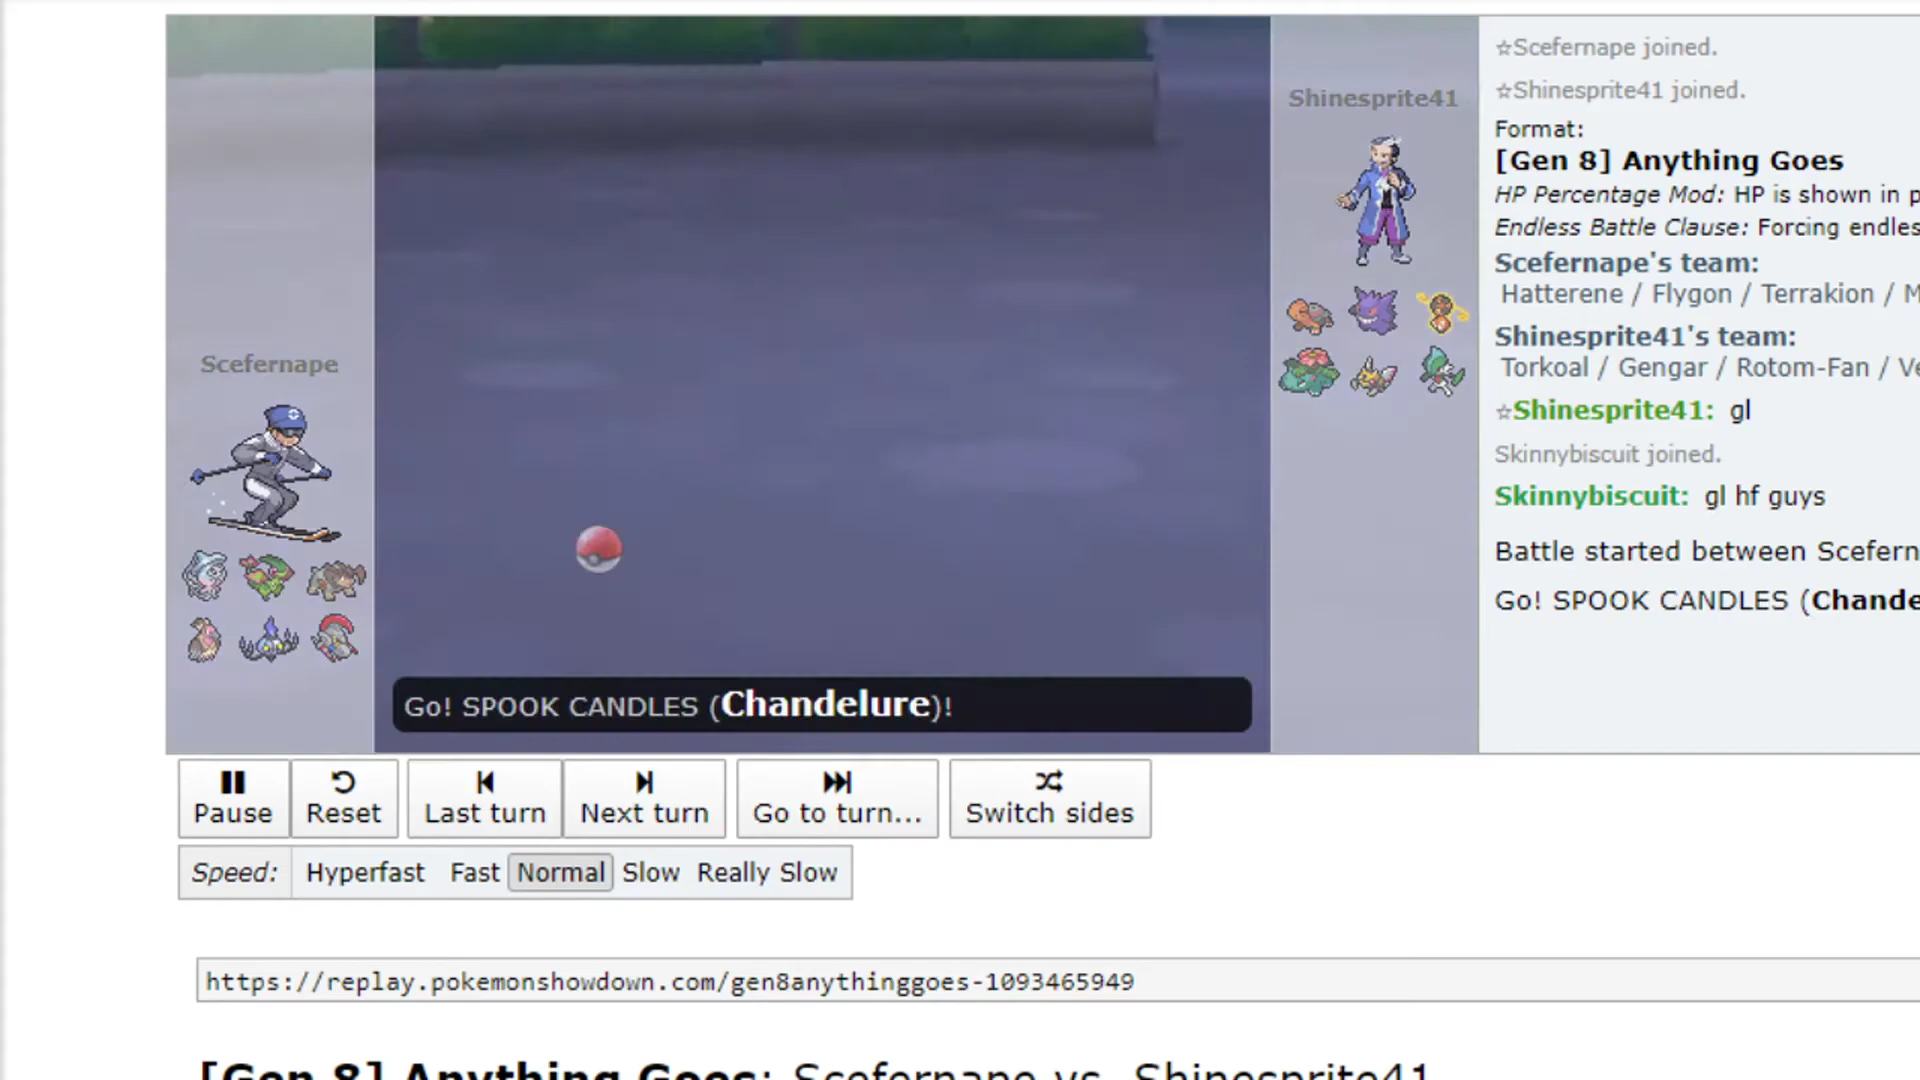 ☆Scefernape joined.
☆Shinesprite41 joined.
Format:
[Gen 8] Anything Goes
HP Percentage Mod: HP is shown in p
Endless Battle Clause: Forcing endles
Scefernape's team:
Hatterene / Flygon / Terrakion / M
Shinesprite41's team:
Torkoal / Gengar / Rotom-Fan / Ve
☆Shinesprite41: gl
Skinnybiscuit joined.
Skinnybiscuit: gl hf guys
Battle started between Scefern
Go! SPOOK CANDLES (Chande
Shinesprite41
Scefernape
Go! SPOOK CANDLES (Chandelure)!
Pause Reset Last turn Next turn Go to turn... Switch sides
Speed: Hyperfast Fast Normal Slow Really Slow
https://replay.pokemonshowdown.com/gen8anythinggoes-1093465949
[Gen 8] Anything Goes: Scefernape vs. Shinesprite41